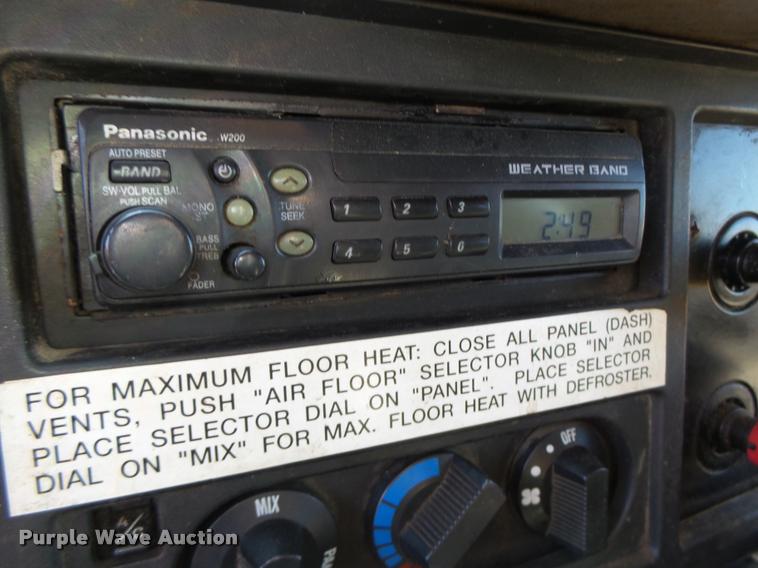 Panasonic W200
AUTO PRESET
BAND
WEATHER BAND
SW-VOL PULL BAL
PUSH SCAN
MONO
ST
TUNE
SEEK
1 2 3
4 5 6
2:49
BASS
PULL
TREB
FADER
FOR MAXIMUM FLOOR HEAT: CLOSE ALL PANEL (DASH)
VENTS, PUSH "AIR FLOOR" SELECTOR KNOB "IN" AND
PLACE SELECTOR DIAL ON "PANEL". PLACE SELECTOR
DIAL ON "MIX" FOR MAX. FLOOR HEAT WITH DEFROSTER.
OFF
MIX
A/C
Purple Wave Auction